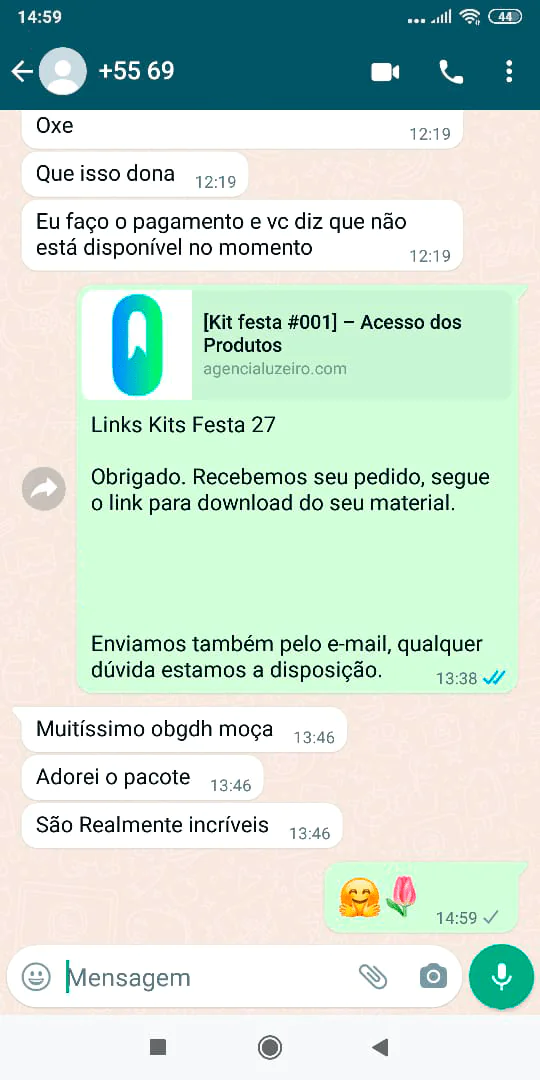 14:59
44
+55 69
Oxe
12:19
Que isso dona
12:19
Eu faço o pagamento e vc diz que não
está disponível no momento
12:19
[Kit festa #001] – Acesso dos
Produtos
agencialuzeiro.com
Links Kits Festa 27
Obrigado. Recebemos seu pedido, segue
o link para download do seu material.
Enviamos também pelo e-mail, qualquer
dúvida estamos a disposição.
13:38
Muitíssimo obgdh moça
13:46
Adorei o pacote
13:46
São Realmente incríveis
13:46
14:59
Mensagem